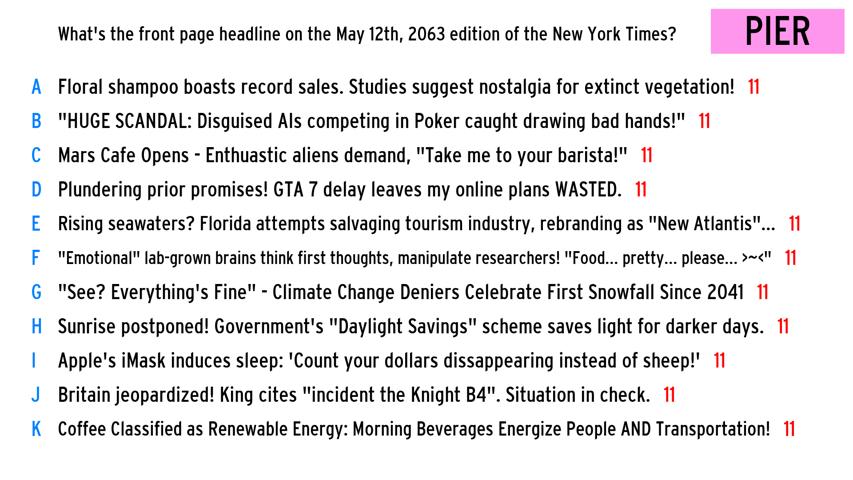 What's the front page headline on the May 12th, 2063 edition of the New York Times?
PIER
A Floral shampoo boasts record sales. Studies suggest nostalgia for extinct vegetation! 11
B "HUGE SCANDAL: Disguised AIs competing in Poker caught drawing bad hands!" 11
C Mars Cafe Opens - Enthuastic aliens demand, "Take me to your barista!" 11
D Plundering prior promises! GTA 7 delay leaves my online plans WASTED. 11
E Rising seawaters? Florida attempts salvaging tourism industry, rebranding as "New Atlantis"... 11
F "Emotional" lab-grown brains think first thoughts, manipulate researchers! "Food... pretty... please... >~<" 11
G "See? Everything's Fine" - Climate Change Deniers Celebrate First Snowfall Since 2041 11
H Sunrise postponed! Government's "Daylight Savings" scheme saves light for darker days. 11
I Apple's iMask induces sleep: 'Count your dollars dissappearing instead of sheep!' 11
J Britain jeopardized! King cites "incident the Knight B4". Situation in check. 11
K Coffee Classified as Renewable Energy: Morning Beverages Energize People AND Transportation! 11